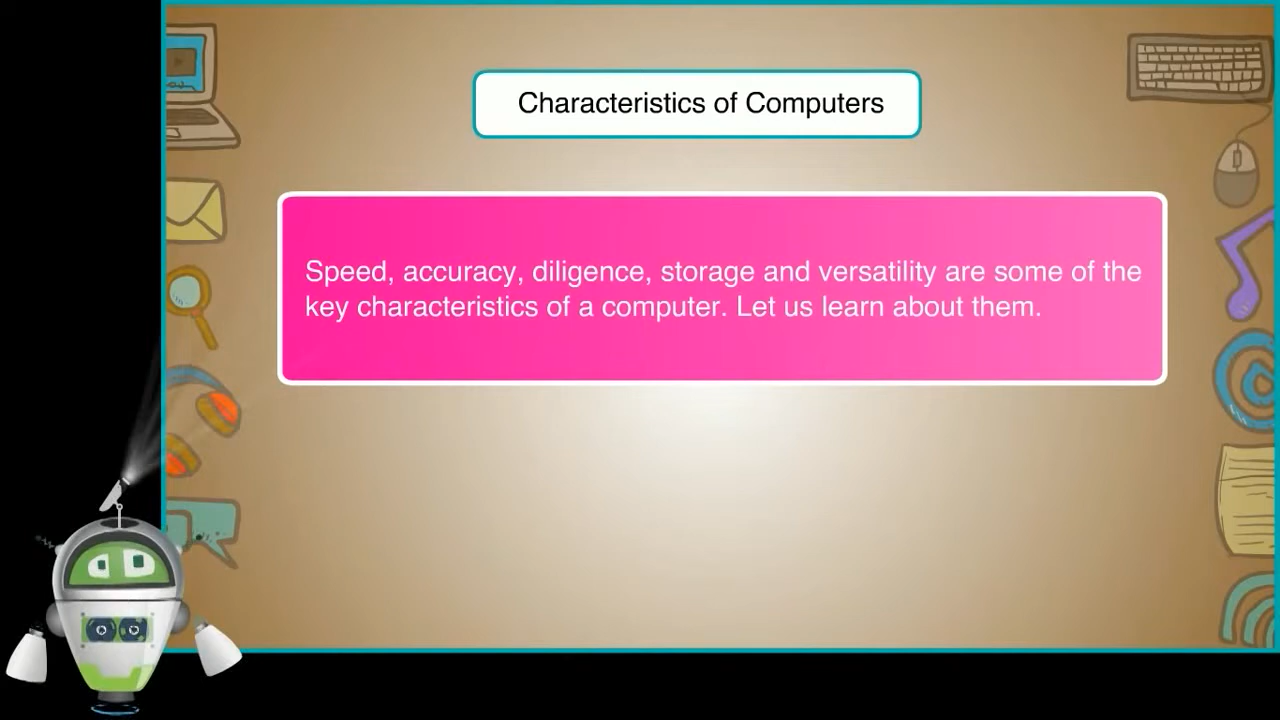 Characteristics of Computers
Speed, accuracy, diligence, storage and versatility are some of the
key characteristics of a computer. Let us learn about them.